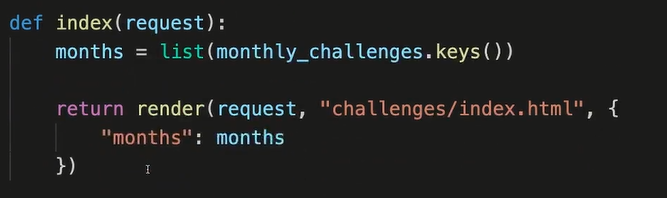 def index(request):
    months = list(monthly_challenges.keys())
    return render(request, "challenges/index.html", {
        "months": months
    })